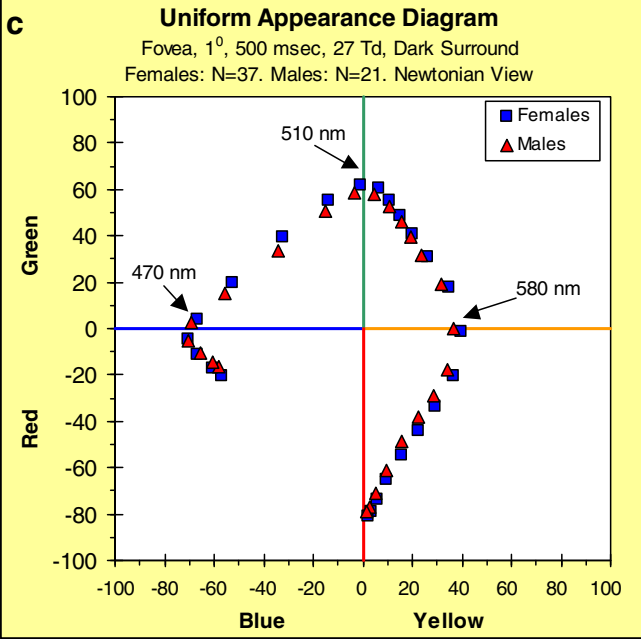 c
Uniform Appearance Diagram
Fovea, 1⁰, 500 msec, 27 Td, Dark Surround
Females: N=37. Males: N=21. Newtonian View
Females
Males
510 nm
470 nm
580 nm
100
80
60
40
20
0
-20
-40
-60
-80
-100
Green
Red
-100 -80 -60 -40 -20 0 20 40 60 80 100
Blue Yellow